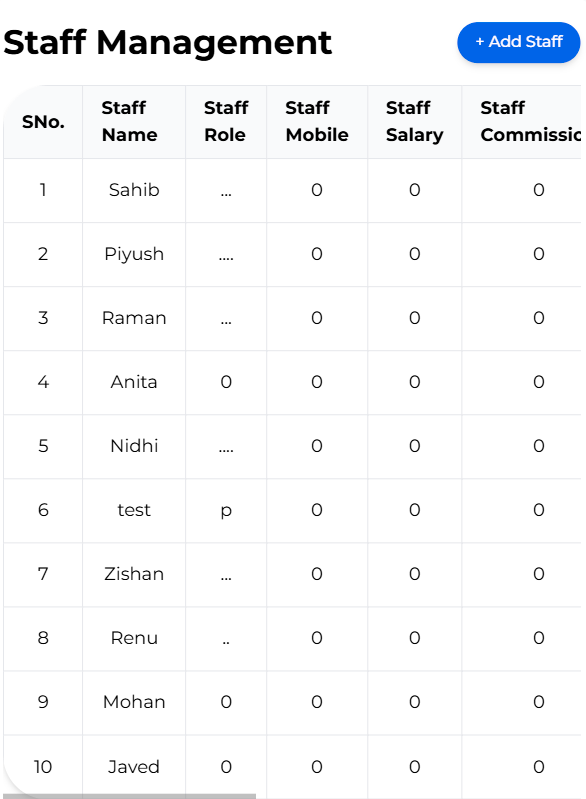 Staff Management
+ Add Staff
SNo. Staff Name Staff Role Staff Mobile Staff Salary Staff Commissio
1 Sahib ... 0 0 0
2 Piyush .... 0 0 0
3 Raman ... 0 0 0
4 Anita 0 0 0 0
5 Nidhi .... 0 0 0
6 test p 0 0 0
7 Zishan ... 0 0 0
8 Renu .. 0 0 0
9 Mohan 0 0 0 0
10 Javed 0 0 0 0